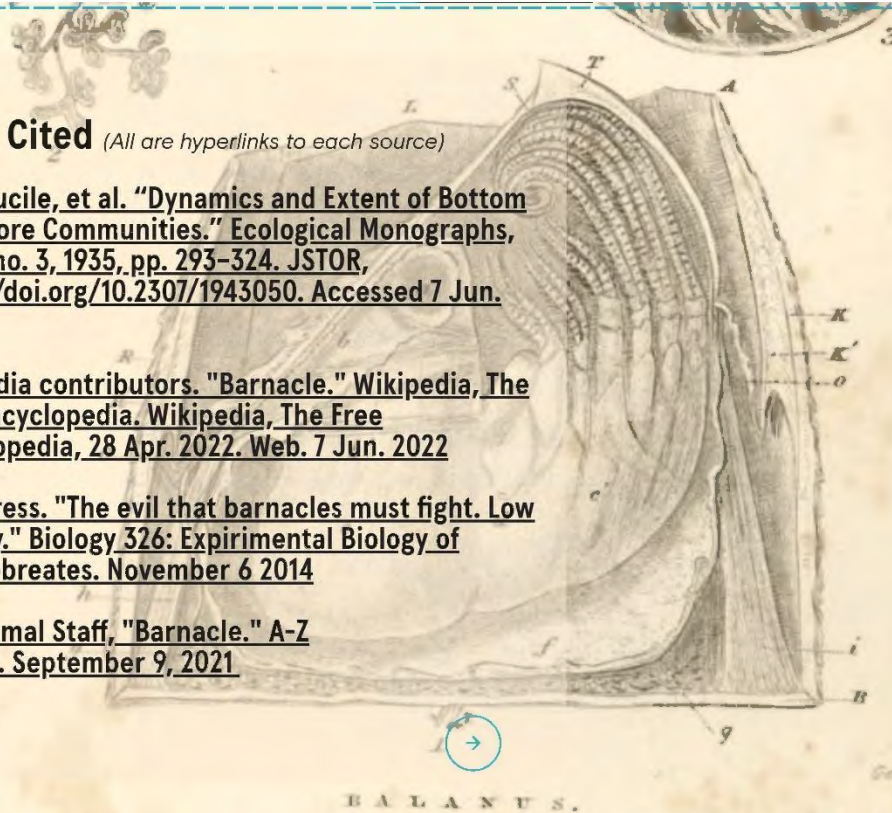 3
T
S
A
L
Cited (All are hyperlinks to each source)
ucile, et al. “Dynamics and Extent of Bottom
ore Communities.” Ecological Monographs,
no. 3, 1935, pp. 293–324. JSTOR,
/doi.org/10.2307/1943050. Accessed 7 Jun.
K
b
R
K'
o
dia contributors. "Barnacle." Wikipedia, The
cyclopedia. Wikipedia, The Free
opedia, 28 Apr. 2022. Web. 7 Jun. 2022
c'
ress. "The evil that barnacles must fight. Low
y." Biology 326: Expirimental Biology of
breates. November 6 2014
h
mal Staff, "Barnacle." A-Z
. September 9, 2021
f
i
B
g
BALANUS.